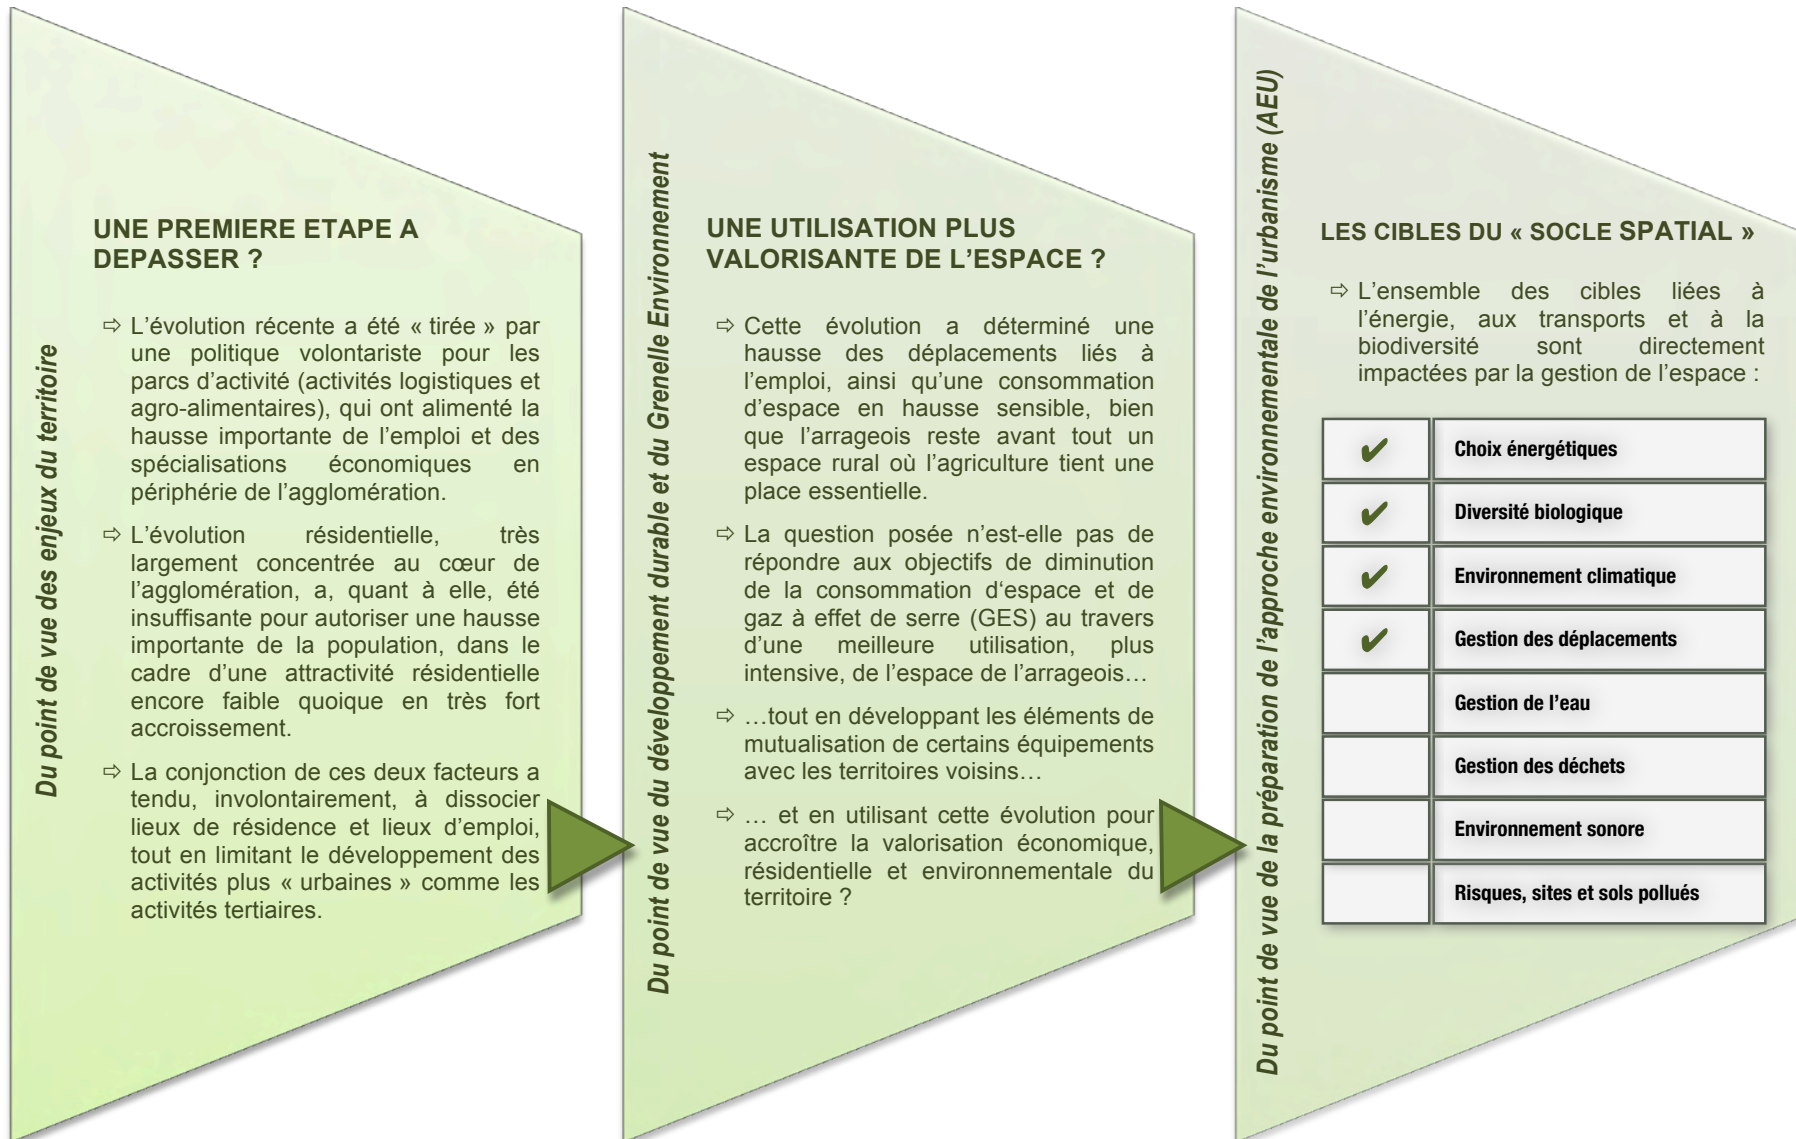 Du point de vue des enjeux du territoire
UNE PREMIERE ETAPE A
DEPASSER ?
⇨ L’évolution récente a été « tirée » par
une politique volontariste pour les
parcs d’activité (activités logistiques et
agro-alimentaires), qui ont alimenté la
hausse importante de l’emploi et des
spécialisations économiques en
périphérie de l’agglomération.
⇨ L’évolution résidentielle, très
largement concentrée au cœur de
l’agglomération, a, quant à elle, été
insuffisante pour autoriser une hausse
importante de la population, dans le
cadre d’une attractivité résidentielle
encore faible quoique en très fort
accroissement.
⇨ La conjonction de ces deux facteurs a
tendu, involontairement, à dissocier
lieux de résidence et lieux d’emploi,
tout en limitant le développement des
activités plus « urbaines » comme les
activités tertiaires.
Du point de vue du développement durable et du Grenelle Environnement
UNE UTILISATION PLUS
VALORISANTE DE L’ESPACE ?
⇨ Cette évolution a déterminé une
hausse des déplacements liés à
l’emploi, ainsi qu’une consommation
d’espace en hausse sensible, bien
que l’arrageois reste avant tout un
espace rural où l’agriculture tient une
place essentielle.
⇨ La question posée n’est-elle pas de
répondre aux objectifs de diminution
de la consommation d‘espace et de
gaz à effet de serre (GES) au travers
d’une meilleure utilisation, plus
intensive, de l’espace de l’arrageois…
⇨ …tout en développant les éléments de
mutualisation de certains équipements
avec les territoires voisins…
⇨ … et en utilisant cette évolution pour
accroître la valorisation économique,
résidentielle et environnementale du
territoire ?
Du point de vue de la préparation de l’approche environnementale de l’urbanisme (AEU)
LES CIBLES DU « SOCLE SPATIAL »
⇨ L’ensemble des cibles liées à
l’énergie, aux transports et à la
biodiversité sont directement
impactées par la gestion de l’espace :
✔ Choix énergétiques
✔ Diversité biologique
✔ Environnement climatique
✔ Gestion des déplacements
Gestion de l’eau
Gestion des déchets
Environnement sonore
Risques, sites et sols pollués